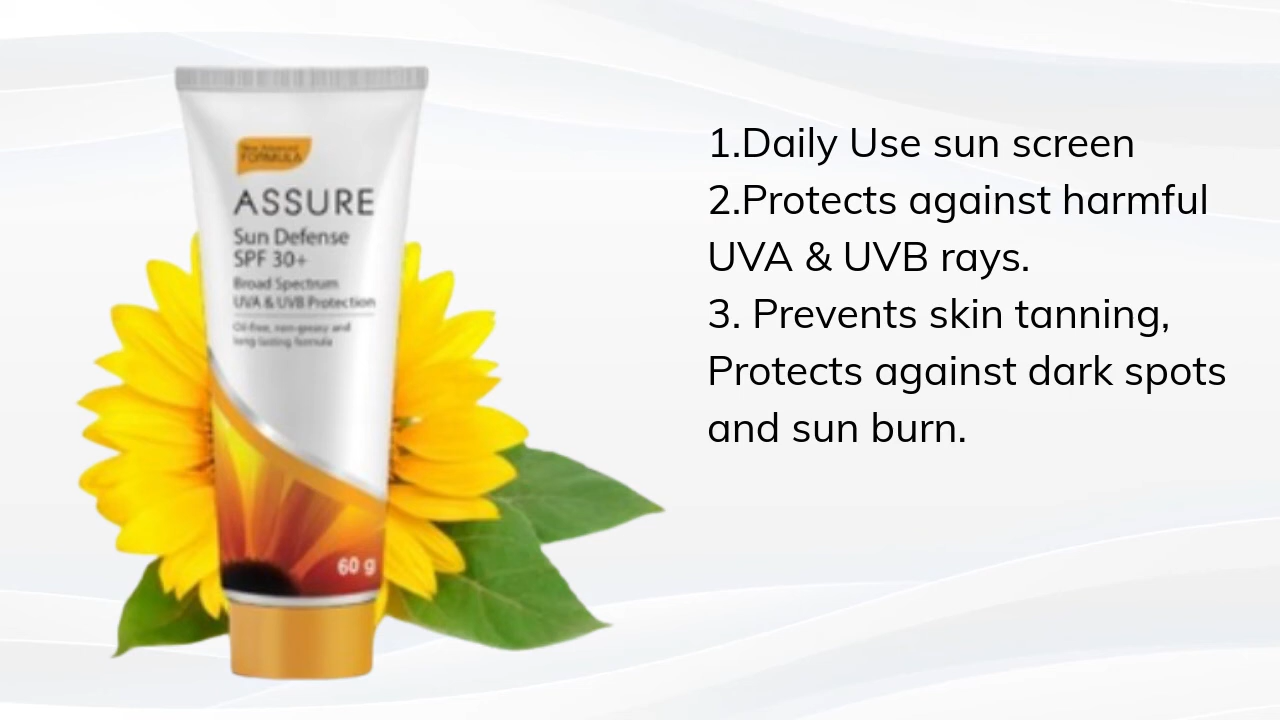 New Advanced
FORMULA
ASSURE
Sun Defense
SPF 30+
Broad Spectrum
UVA & UVB Protection
Oil-free, non-greasy and
long-lasting formula
60 g
1.Daily Use sun screen
2.Protects against harmful
UVA & UVB rays.
3. Prevents skin tanning,
Protects against dark spots
and sun burn.